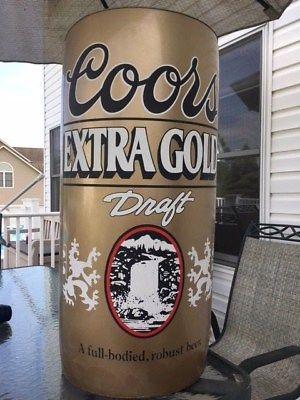 Coors
EXTRA GOLD
Draft
A full-bodied, robust beer.